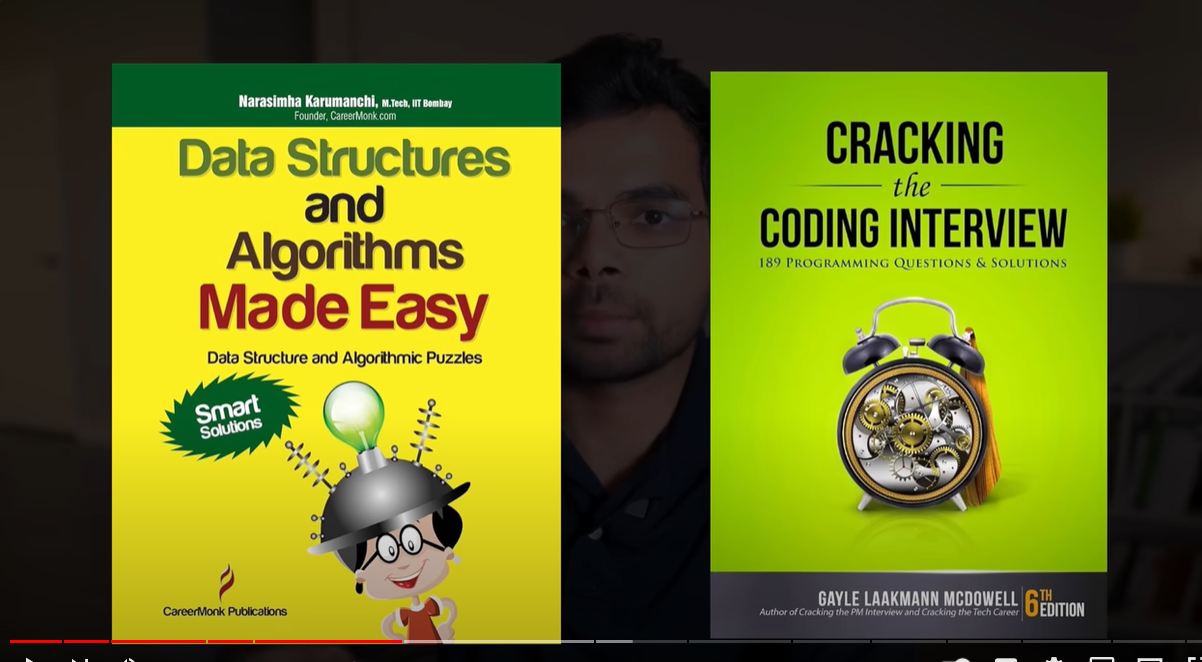 Narasimha Karumanchi, M.Tech, IIT Bombay
Founder, CareerMonk.com
Data Structures
and
Algorithms
Made Easy
Data Structure and Algorithmic Puzzles
Smart
Solutions
CareerMonk Publications
CRACKING
the
CODING INTERVIEW
189 PROGRAMMING QUESTIONS & SOLUTIONS
GAYLE LAAKMANN MCDOWELL
Author of Cracking the PM Interview and Cracking the Tech Career
6TH
EDITION